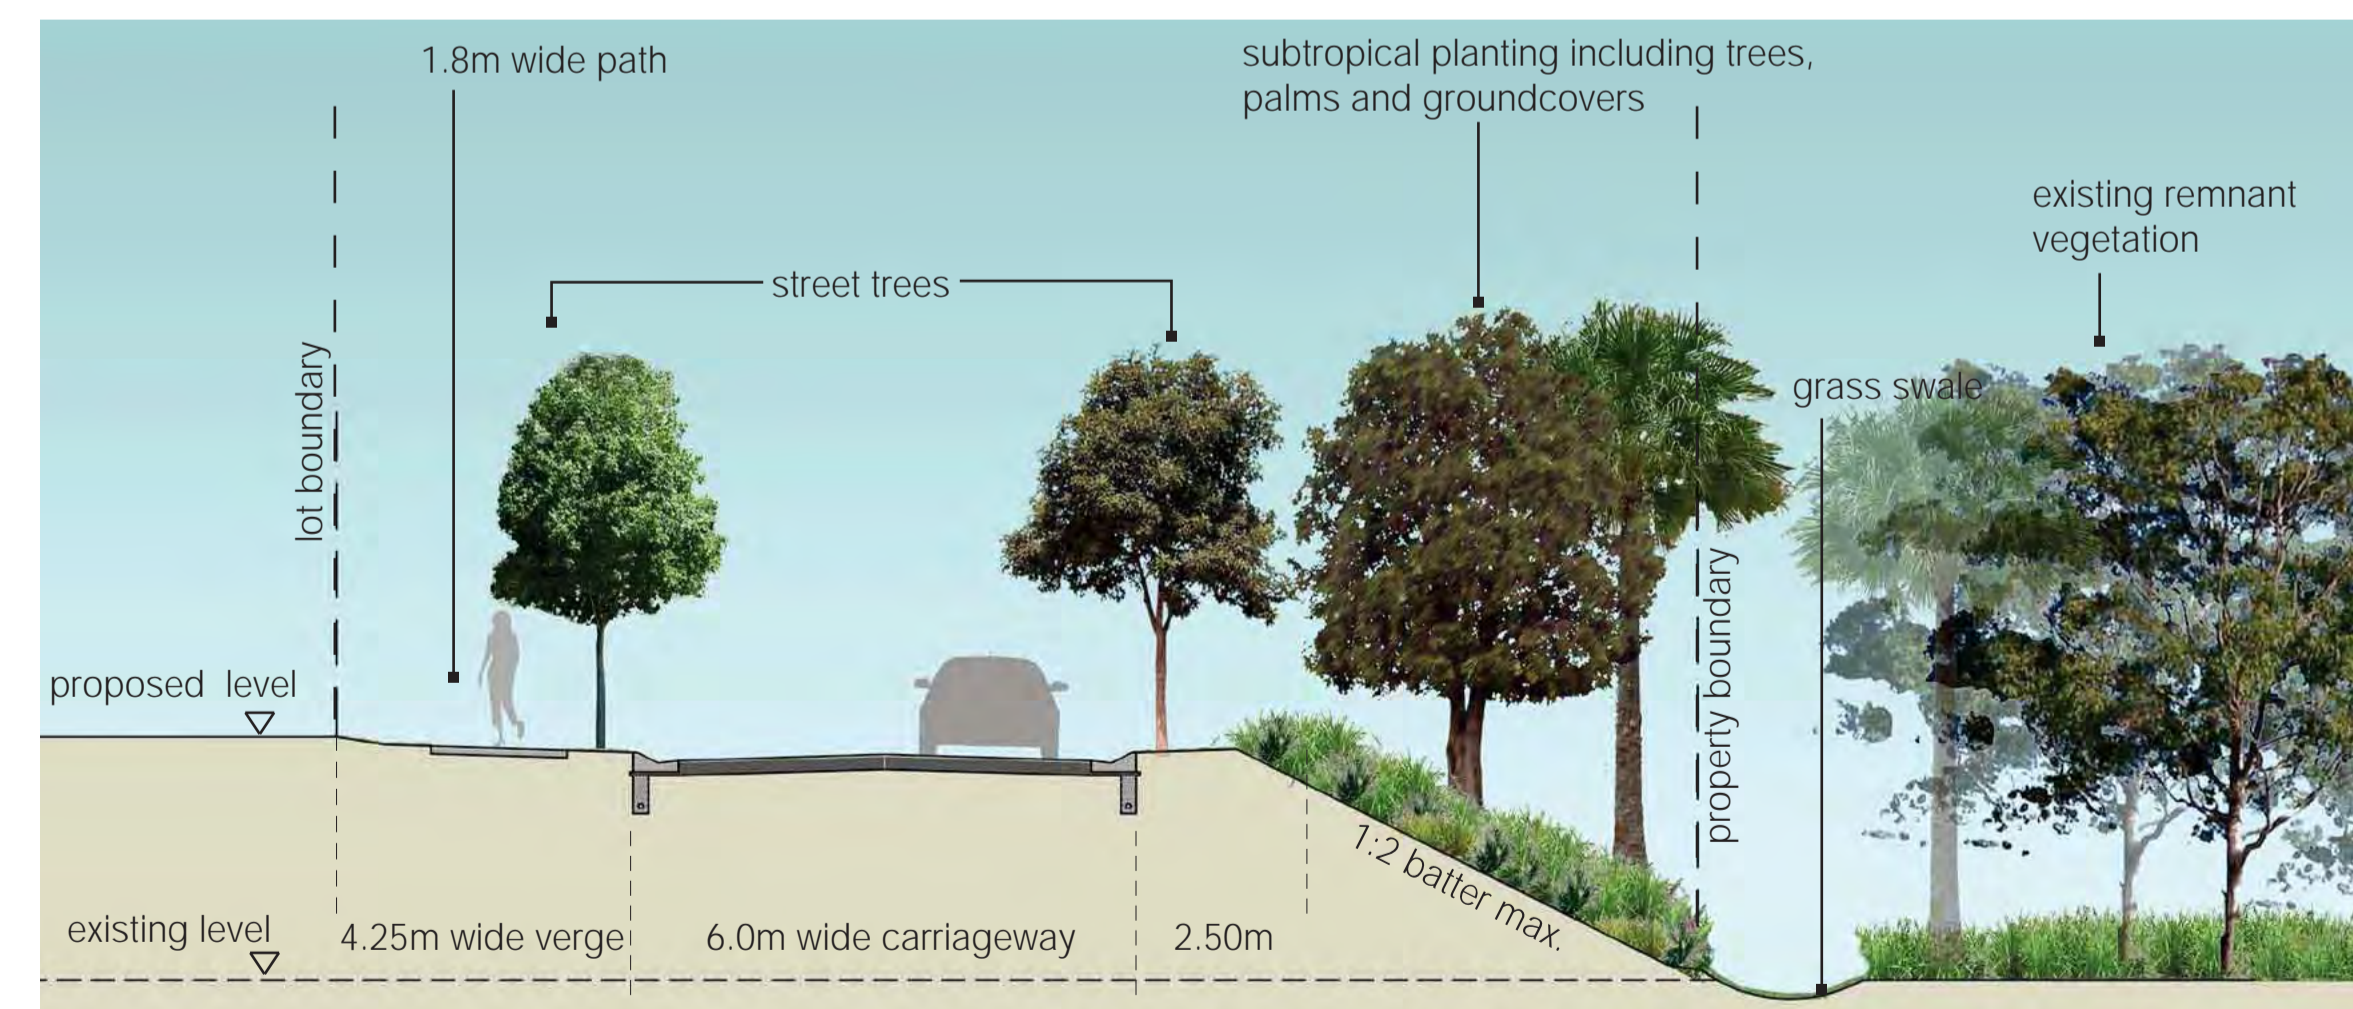 1.8m wide path
subtropical planting including trees,
palms and groundcovers
existing remnant
vegetation
street trees
lot boundary
grass swale
property boundary
proposed level
1:2 batter max.
existing level
4.25m wide verge
6.0m wide carriageway
2.50m